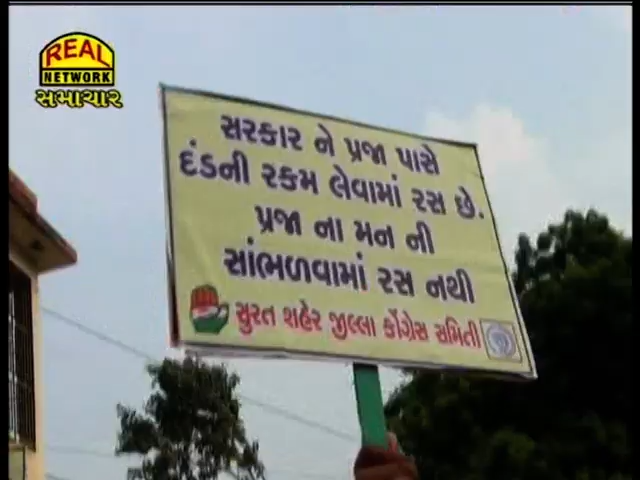 REAL
NETWORK
સમાચાર
સરકાર ને પ્રજા પાસે
દંડની રકમ લેવામાં રસ છે.
પ્રજા ના મન ની
સાંભળવામાં રસ નથી
સુરત શહેર જીલ્લા કોંગ્રેસ સમિતી